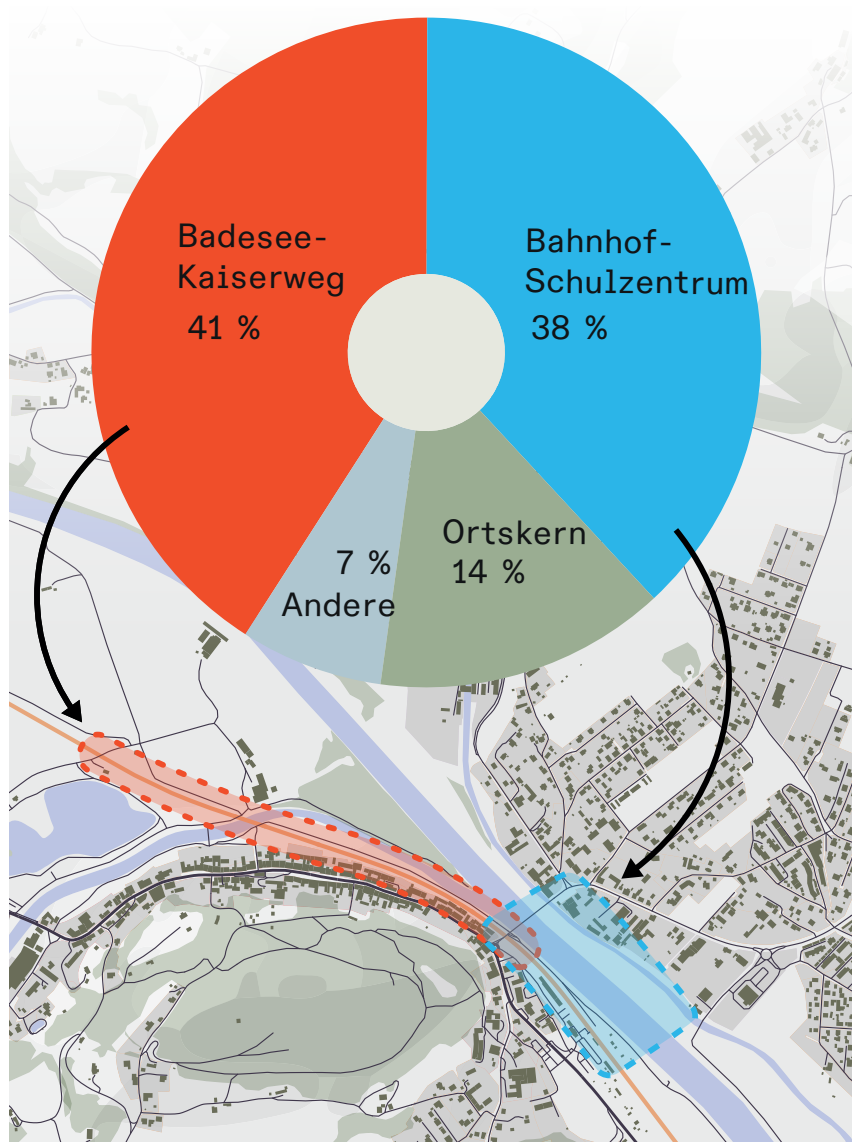 Badesee-
Kaiserweg
41 %
Bahnhof-
Schulzentrum
38 %
Ortskern
14 %
7 %
Andere